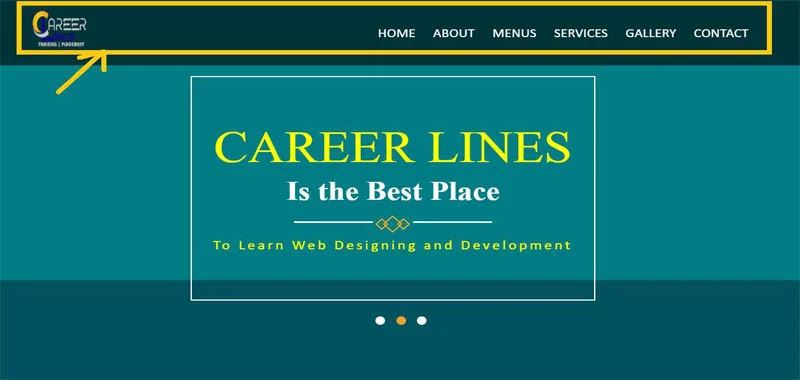 CAREER
TRAINING | PLACEMENT
HOME ABOUT MENUS SERVICES GALLERY CONTACT
CAREER LINES
Is the Best Place
To Learn Web Designing and Development